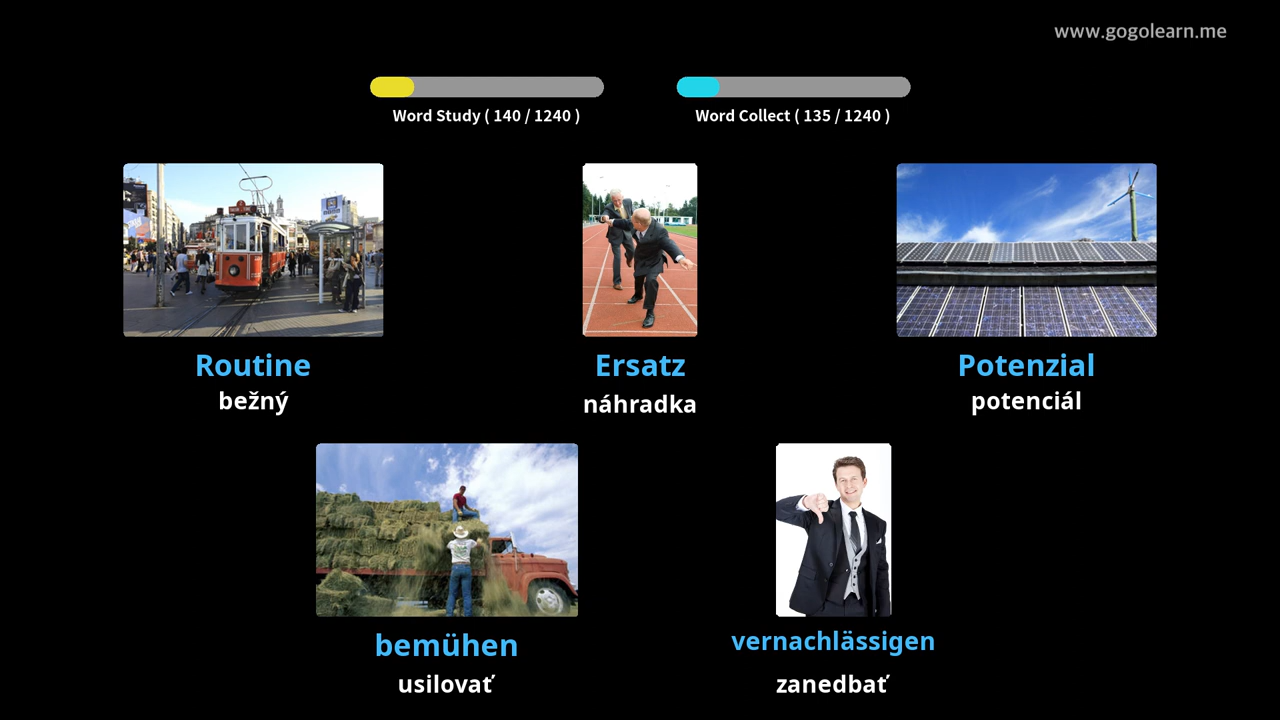 www.gogolearn.me
Word Study ( 140 / 1240 )
Word Collect ( 135 / 1240 )
Routine
bežný
Ersatz
náhradka
Potenzial
potenciál
bemühen
usilovať
vernachlässigen
zanedbať